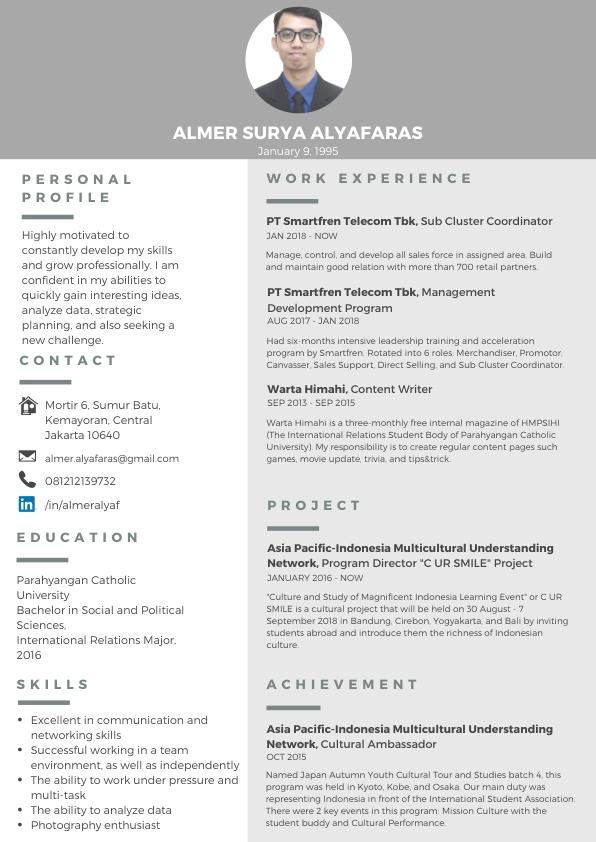 ALMER SURYA ALYAFARAS
January 9, 1995
PERSONAL
PROFILE
Highly motivated to
constantly develop my skills
and grow professionally. I am
confident in my abilities to
quickly gain interesting ideas,
analyze data, strategic
planning, and also seeking a
new challenge.
CONTACT
Mortir 6, Sumur Batu,
Kemayoran, Central
Jakarta 10640
almer.alyafaras@gmail.com
081212139732
in
/in/almeralyaf
EDUCATION
Parahyangan Catholic
University
Bachelor in Social and Political
Sciences,
International Relations Major,
2016
SKILLS
• Excellent in communication and
networking skills
• Successful working in a team
environment, as well as independently
• The ability to work under pressure and
multi-task
• The ability to analyze data
• Photography enthusiast
WORK EXPERIENCE
PT Smartfren Telecom Tbk, Sub Cluster Coordinator
JAN 2018 - NOW
Manage, control, and develop all sales force in assigned area. Build
and maintain good relation with more than 700 retail partners.
PT Smartfren Telecom Tbk, Management
Development Program
AUG 2017 - JAN 2018
Had six-months intensive leadership training and acceleration
program by Smartfren. Rotated into 6 roles: Merchandiser, Promotor,
Canvasser, Sales Support, Direct Selling, and Sub Cluster Coordinator.
Warta Himahi, Content Writer
SEP 2013 - SEP 2015
Warta Himahi is a three-monthly free internal magazine of HMPSIHI
(The International Relations Student Body of Parahyangan Catholic
University). My responsibility is to create regular content pages such
games, movie update, trivia, and tips&trick.
PROJECT
Asia Pacific-Indonesia Multicultural Understanding
Network, Program Director "C UR SMILE" Project
JANUARY 2016 - NOW
"Culture and Study of Magnificent Indonesia Learning Event" or C UR
SMILE is a cultural project that will be held on 30 August - 7
September 2018 in Bandung, Cirebon, Yogyakarta, and Bali by inviting
students abroad and introduce them the richness of Indonesian
culture.
ACHIEVEMENT
Asia Pacific-Indonesia Multicultural Understanding
Network, Cultural Ambassador
OCT 2015
Named Japan Autumn Youth Cultural Tour and Studies batch 4, this
program was held in Kyoto, Kobe, and Osaka. Our main duty was
representing Indonesia in front of the International Student Association.
There were 2 key events in this program: Mission Culture with the
student buddy and Cultural Performance.